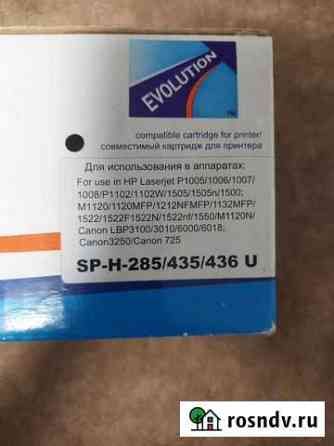 EVOLUTION
compatible cartridge for printer/
совместимый картридж для принтера
Для использования в аппаратах:
For use in HP Laserjet P1005/1006/1007/
1008/P1102/1102W/1505/1505n/1500;
M1120/1120MFP/1212NFMFP/1132MFP/
1522/1522F1522N/1522nf/1550/M1120N/
Canon LBP3100/3010/6000/6018;
Canon3250/Canon 725
SP-H-285/435/436 U
rosndv.ru